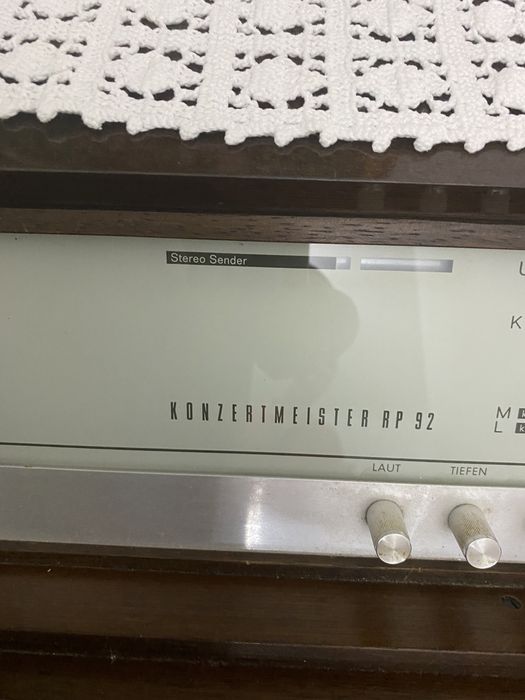 Stereo Sender
U
K
KONZERTMEISTER RP 92
M
L k
LAUT TIEFEN